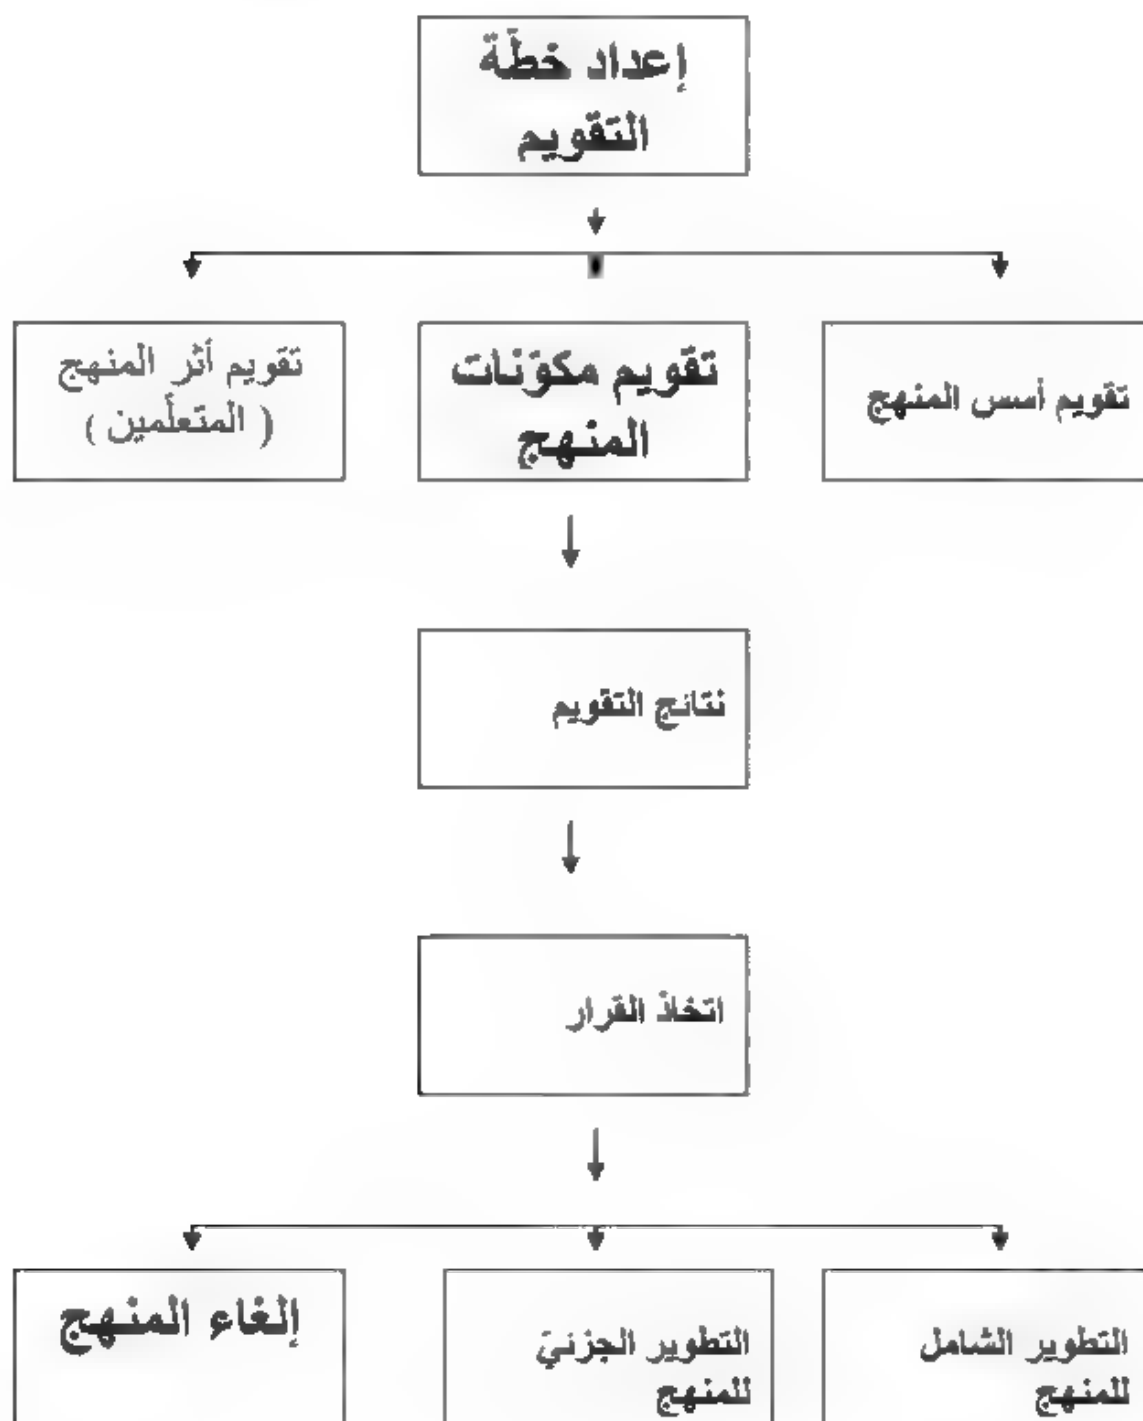 إعداد خطّة
التقويم
تقويم أسس المنهج
تقويم مكوّنات
المنهج
تقويم أثر المنهج
( المتعلّمين )
نتائج التقويم
اتخاذ القرار
التطوير الشامل
للمنهج
التطوير الجزئيّ
للمنهج
إلغاء المنهج